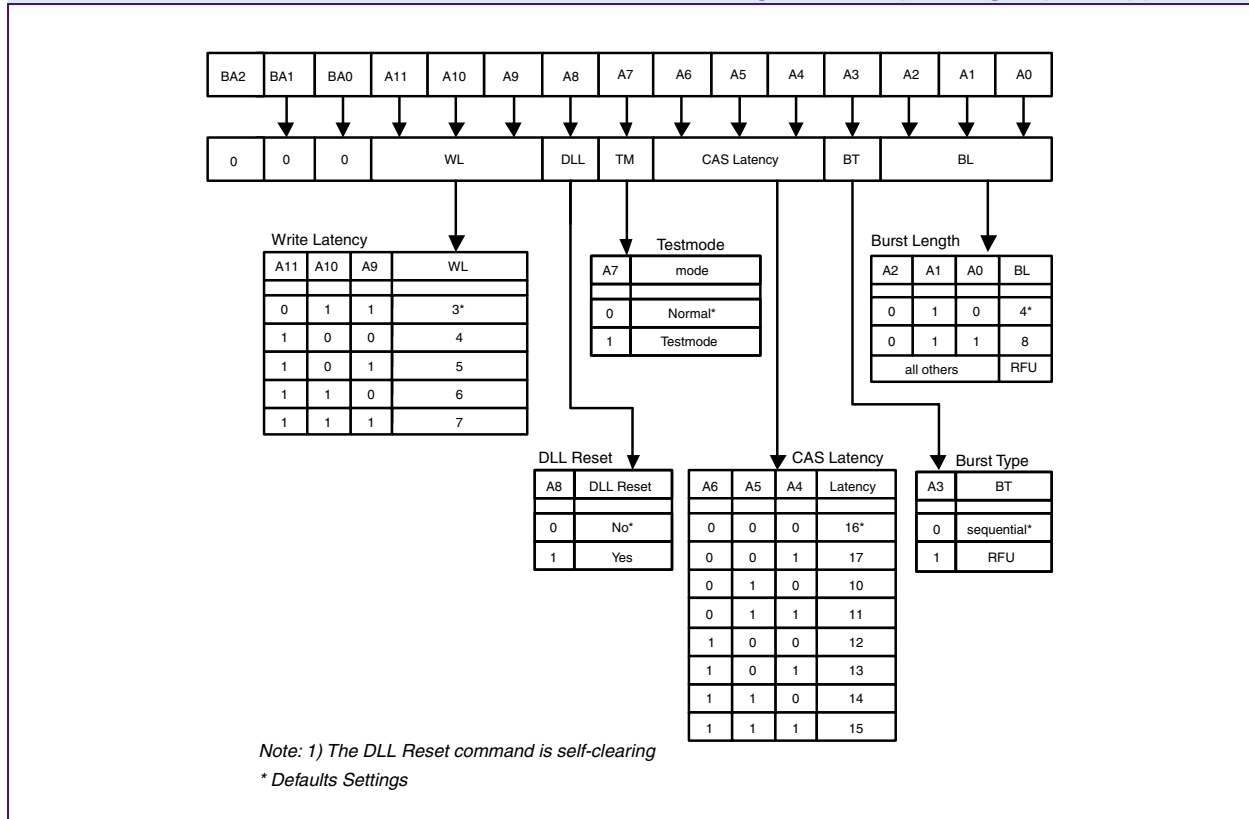 BA2 BA1 BA0 A11 A10 A9 A8 A7 A6 A5 A4 A3 A2 A1 A0
0 0 0 WL DLL TM CAS Latency BT BL
Write Latency
A11 A10 A9 WL
0 1 1 3*
1 0 0 4
1 0 1 5
1 1 0 6
1 1 1 7
Testmode
A7 mode
0 Normal*
1 Testmode
Burst Length
A2 A1 A0 BL
0 1 0 4*
0 1 1 8
all others RFU
DLL Reset
A8 DLL Reset
0 No*
1 Yes
CAS Latency
A6 A5 A4 Latency
0 0 0 16*
0 0 1 17
0 1 0 10
0 1 1 11
1 0 0 12
1 0 1 13
1 1 0 14
1 1 1 15
Burst Type
A3 BT
0 sequential*
1 RFU
Note: 1) The DLL Reset command is self-clearing
* Defaults Settings